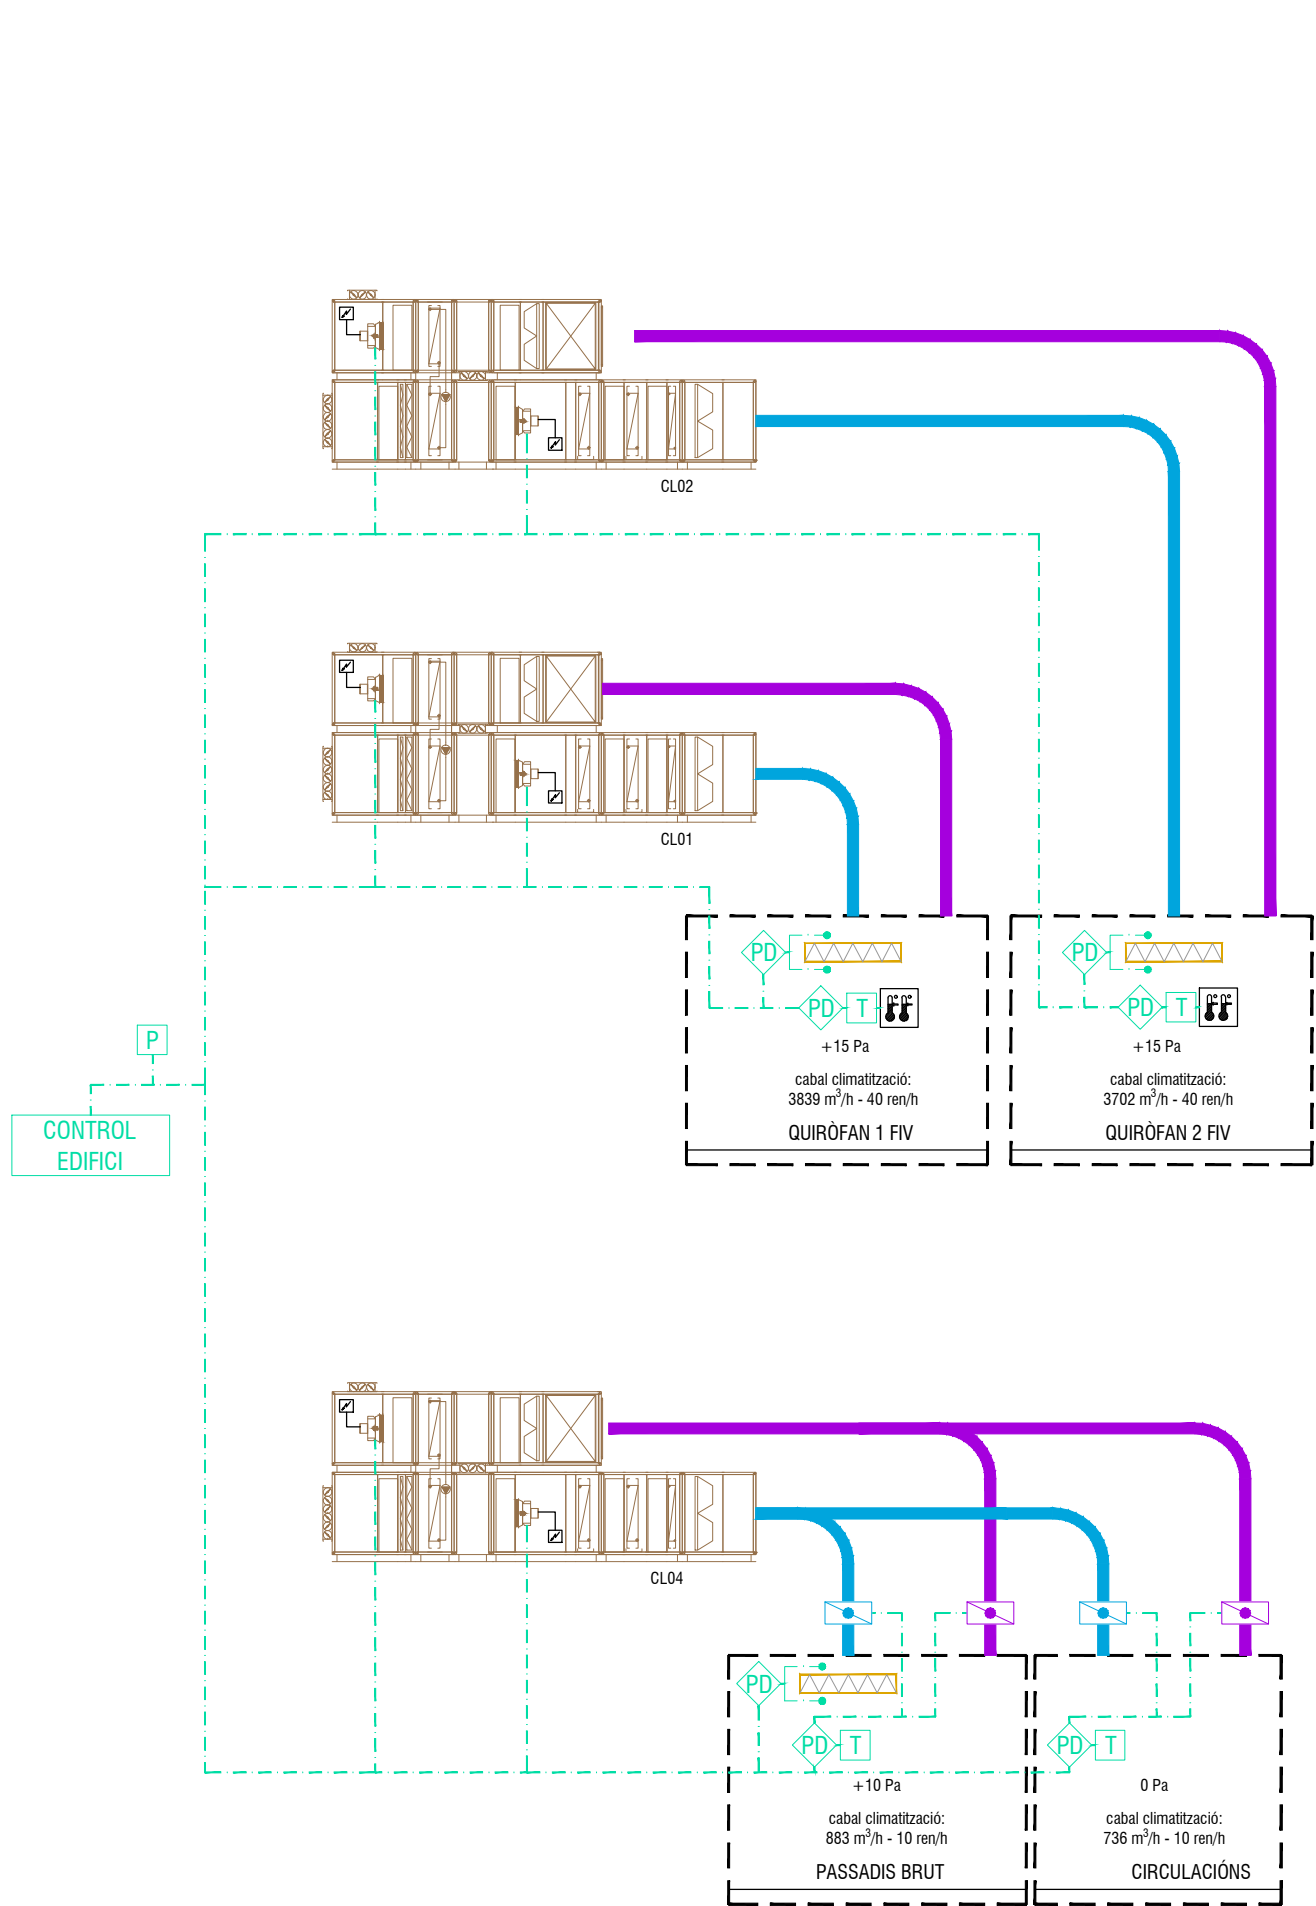 CL02
CL01
PD
PD
PD
T
PD
T
+15 Pa
+15 Pa
cabal climatització:
3839 m³/h - 40 ren/h
cabal climatització:
3702 m³/h - 40 ren/h
QUIRÒFAN 1 FIV
QUIRÒFAN 2 FIV
P
CONTROL
EDIFICI
CL04
PD
PD
T
PD
T
+10 Pa
0 Pa
cabal climatització:
883 m³/h - 10 ren/h
cabal climatització:
736 m³/h - 10 ren/h
PASSADIS BRUT
CIRCULACIÓNS